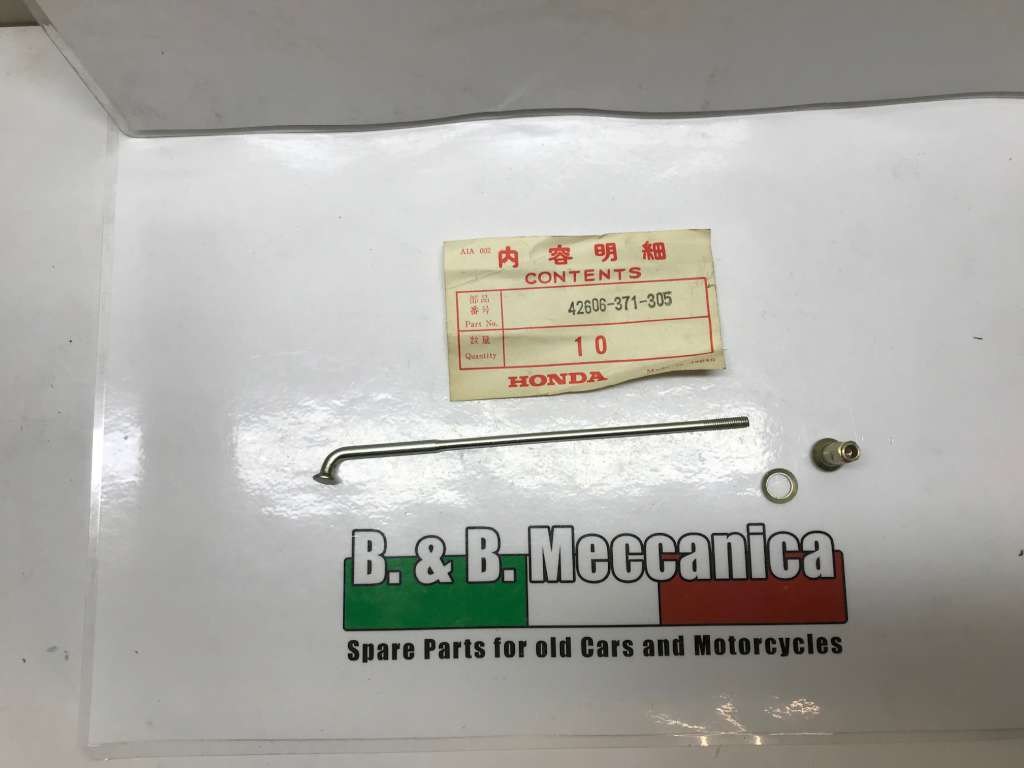 AIA 002
内容明細
CONTENTS
部品
番号
Part No.
42606-371-305
数量
Quantity
10
HONDA
B. & B. Meccanica
Spare Parts for old Cars and Motorcycles